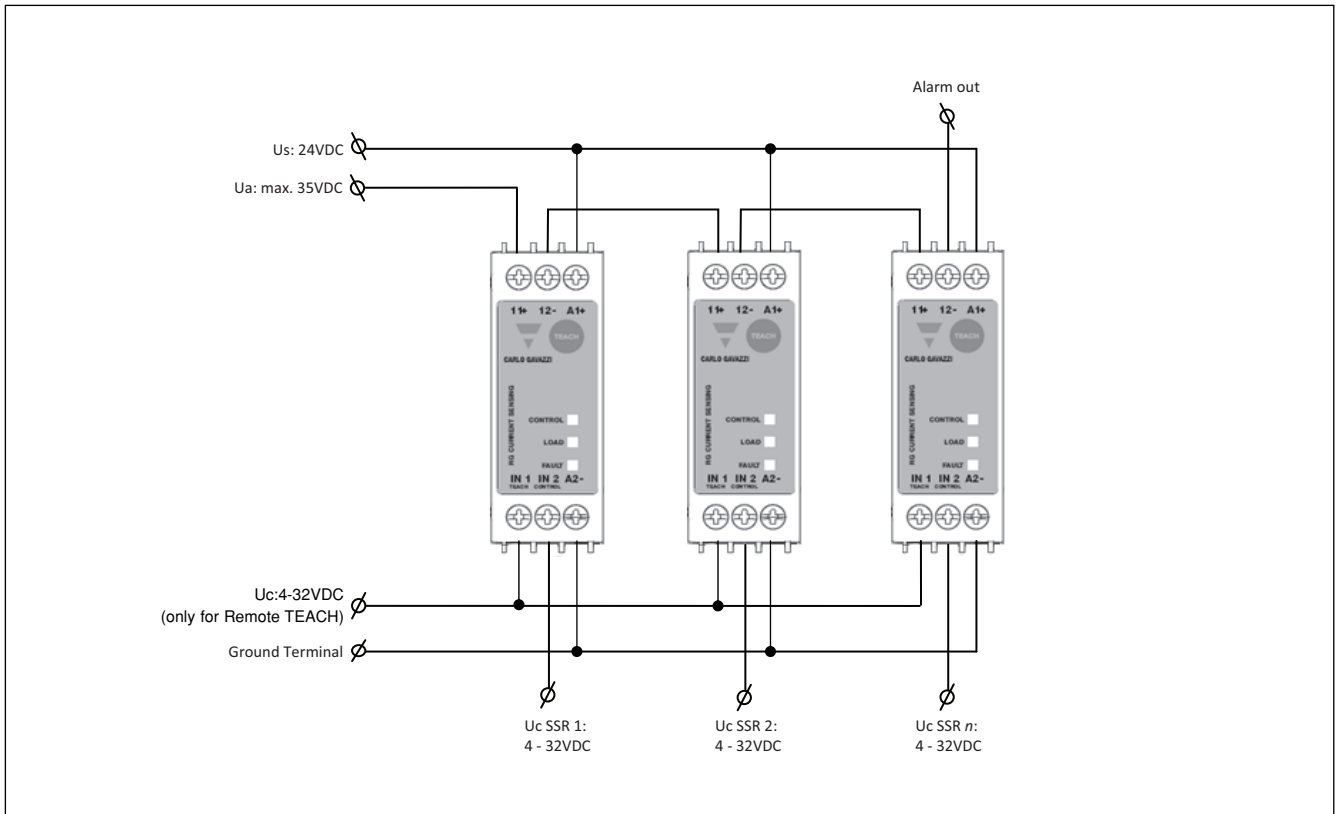 Alarm out
Us: 24VDC
Ua: max. 35VDC
11+ 12- A1+
TEACH
CARLO GAVAZZI
RG CURRENT SENSING
CONTROL
LOAD
FAULT
IN 1 IN 2 A2-
TEACH CONTROL
11+ 12- A1+
TEACH
CARLO GAVAZZI
RG CURRENT SENSING
CONTROL
LOAD
FAULT
IN 1 IN 2 A2-
TEACH CONTROL
11+ 12- A1+
TEACH
CARLO GAVAZZI
RG CURRENT SENSING
CONTROL
LOAD
FAULT
IN 1 IN 2 A2-
TEACH CONTROL
Uc:4-32VDC
(only for Remote TEACH)
Ground Terminal
Uc SSR 1:
4 - 32VDC
Uc SSR 2:
4 - 32VDC
Uc SSR n:
4 - 32VDC